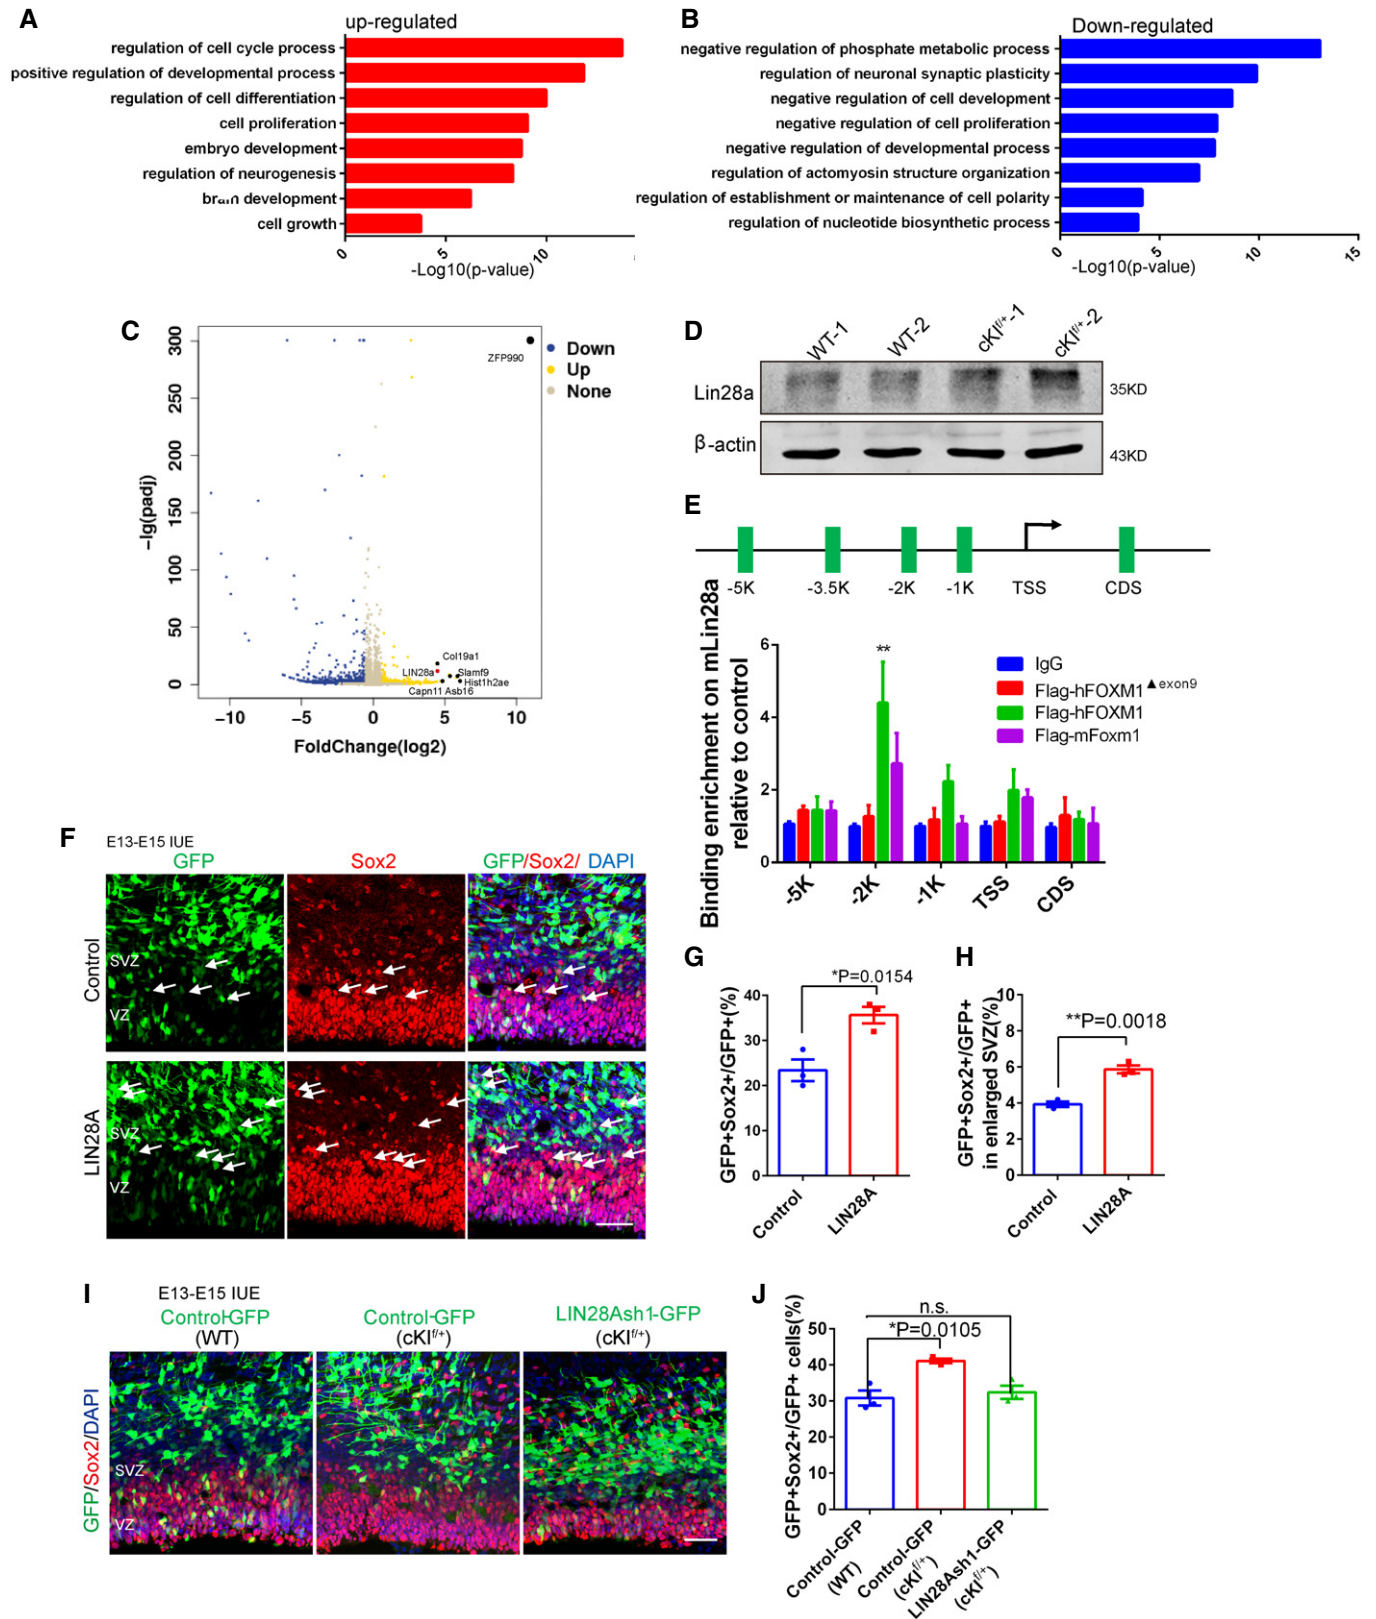 A
up-regulated
regulation of cell cycle process
positive regulation of developmental process
regulation of cell differentiation
cell proliferation
embryo development
regulation of neurogenesis
brain development
cell growth
0 5 10
-Log10(p-value)
B
Down-regulated
negative regulation of phosphate metabolic process
regulation of neuronal synaptic plasticity
negative regulation of cell development
negative regulation of cell proliferation
negative regulation of developmental process
regulation of actomyosin structure organization
regulation of establishment or maintenance of cell polarity
regulation of nucleotide biosynthetic process
0 5 10 15
-Log10(p-value)
C
300
250
200
150
100
50
0
−lg(padj)
ZFP990
Down
Up
None
Col19a1
LIN28a
Slamf9
Hist1h2ae
Capn11 Asb16
−10 −5 0 5 10
FoldChange(log2)
D
WT-1 WT-2 cKIf/+-1 cKIf/+-2
Lin28a
35KD
β-actin
43KD
E
-5K -3.5K -2K -1K TSS CDS
Binding enrichment on mLin28a
relative to control
6
4
2
0
**
IgG
Flag-hFOXM1▲exon9
Flag-hFOXM1
Flag-mFoxm1
-5K -2K -1K TSS CDS
F
E13-E15 IUE
GFP Sox2 GFP/Sox2/ DAPI
Control
SVZ
VZ
LIN28A
SVZ
VZ
G
*P=0.0154
GFP+Sox2+/GFP+(%)
40
30
20
10
0
Control LIN28A
H
**P=0.0018
GFP+Sox2+/GFP+
in enlarged SVZ(%)
10
8
6
4
2
0
Control LIN28A
I
E13-E15 IUE
Control-GFP
(WT)
Control-GFP
(cKIf/+)
LIN28Ash1-GFP
(cKIf/+)
GFP/Sox2/DAPI
SVZ
VZ
J
n.s.
*P=0.0105
GFP+Sox2+/GFP+ cells(%)
50
40
30
20
10
0
Control-GFP
(WT)
Control-GFP
(cKIf/+)
LIN28Ash1-GFP
(cKIf/+)